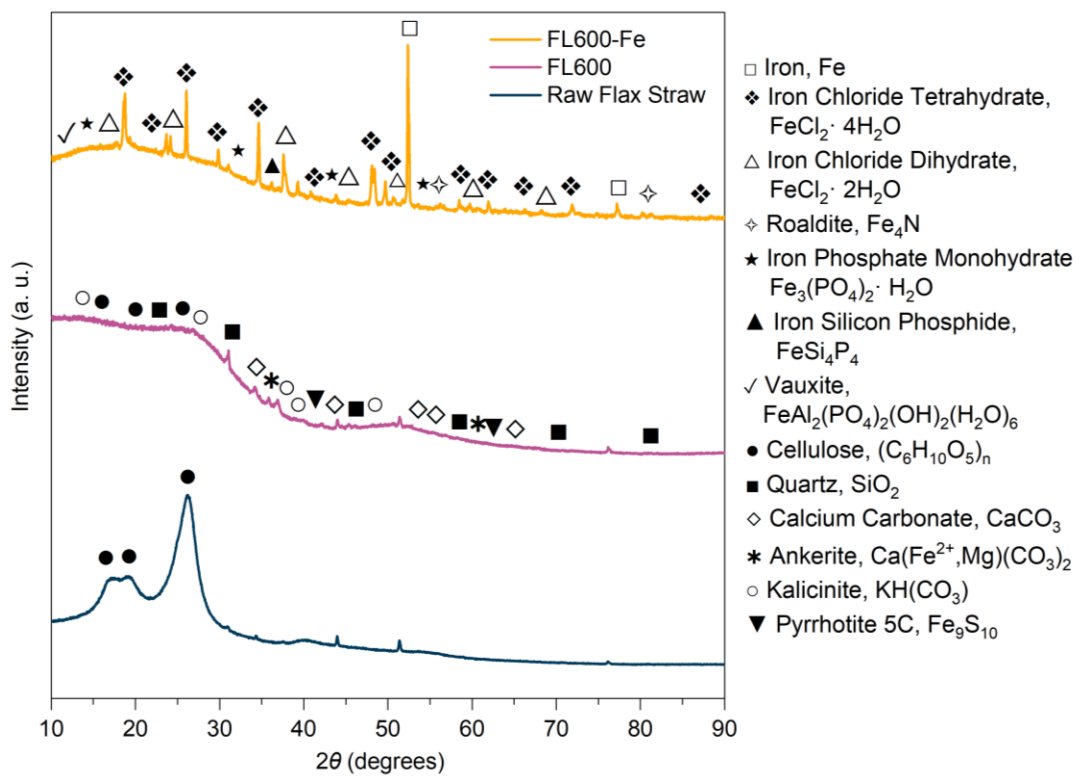 FL600-Fe
FL600
Raw Flax Straw
Intensity (a. u.)
10 20 30 40 50 60 70 80 90
2θ (degrees)
□ Iron, Fe
❖ Iron Chloride Tetrahydrate,
FeCl₂· 4H₂O
△ Iron Chloride Dihydrate,
FeCl₂· 2H₂O
✧ Roaldite, Fe₄N
★ Iron Phosphate Monohydrate
Fe₃(PO₄)₂· H₂O
▲ Iron Silicon Phosphide,
FeSi₄P₄
✓ Vauxite,
FeAl₂(PO₄)₂(OH)₂(H₂O)₆
● Cellulose, (C₆H₁₀O₅)ₙ
■ Quartz, SiO₂
◇ Calcium Carbonate, CaCO₃
∗ Ankerite, Ca(Fe²⁺,Mg)(CO₃)₂
○ Kalicinite, KH(CO₃)
▼ Pyrrhotite 5C, Fe₉S₁₀